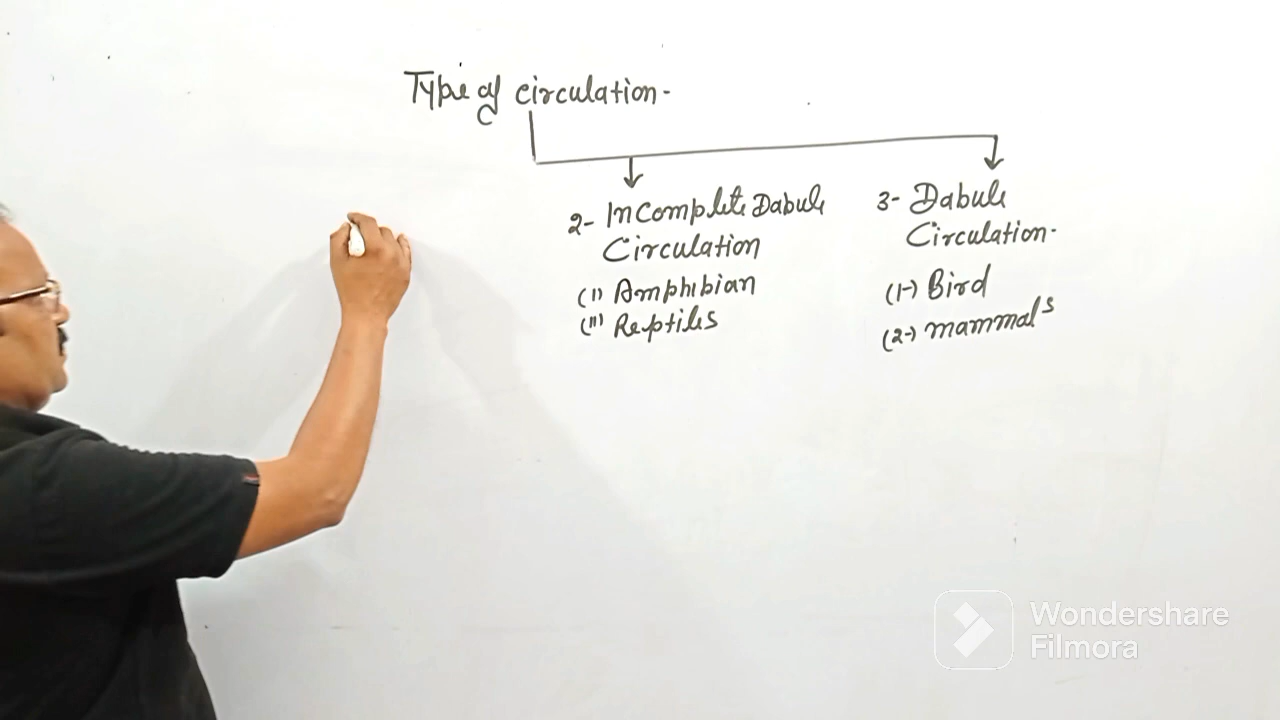 Type of circulation-
2- Incomplete Dabule
Circulation
(i) Amphibian
(ii) Reptiles
3- Dabule
Circulation-
(1-) Bird
(2-) mammals
Wondershare
Filmora